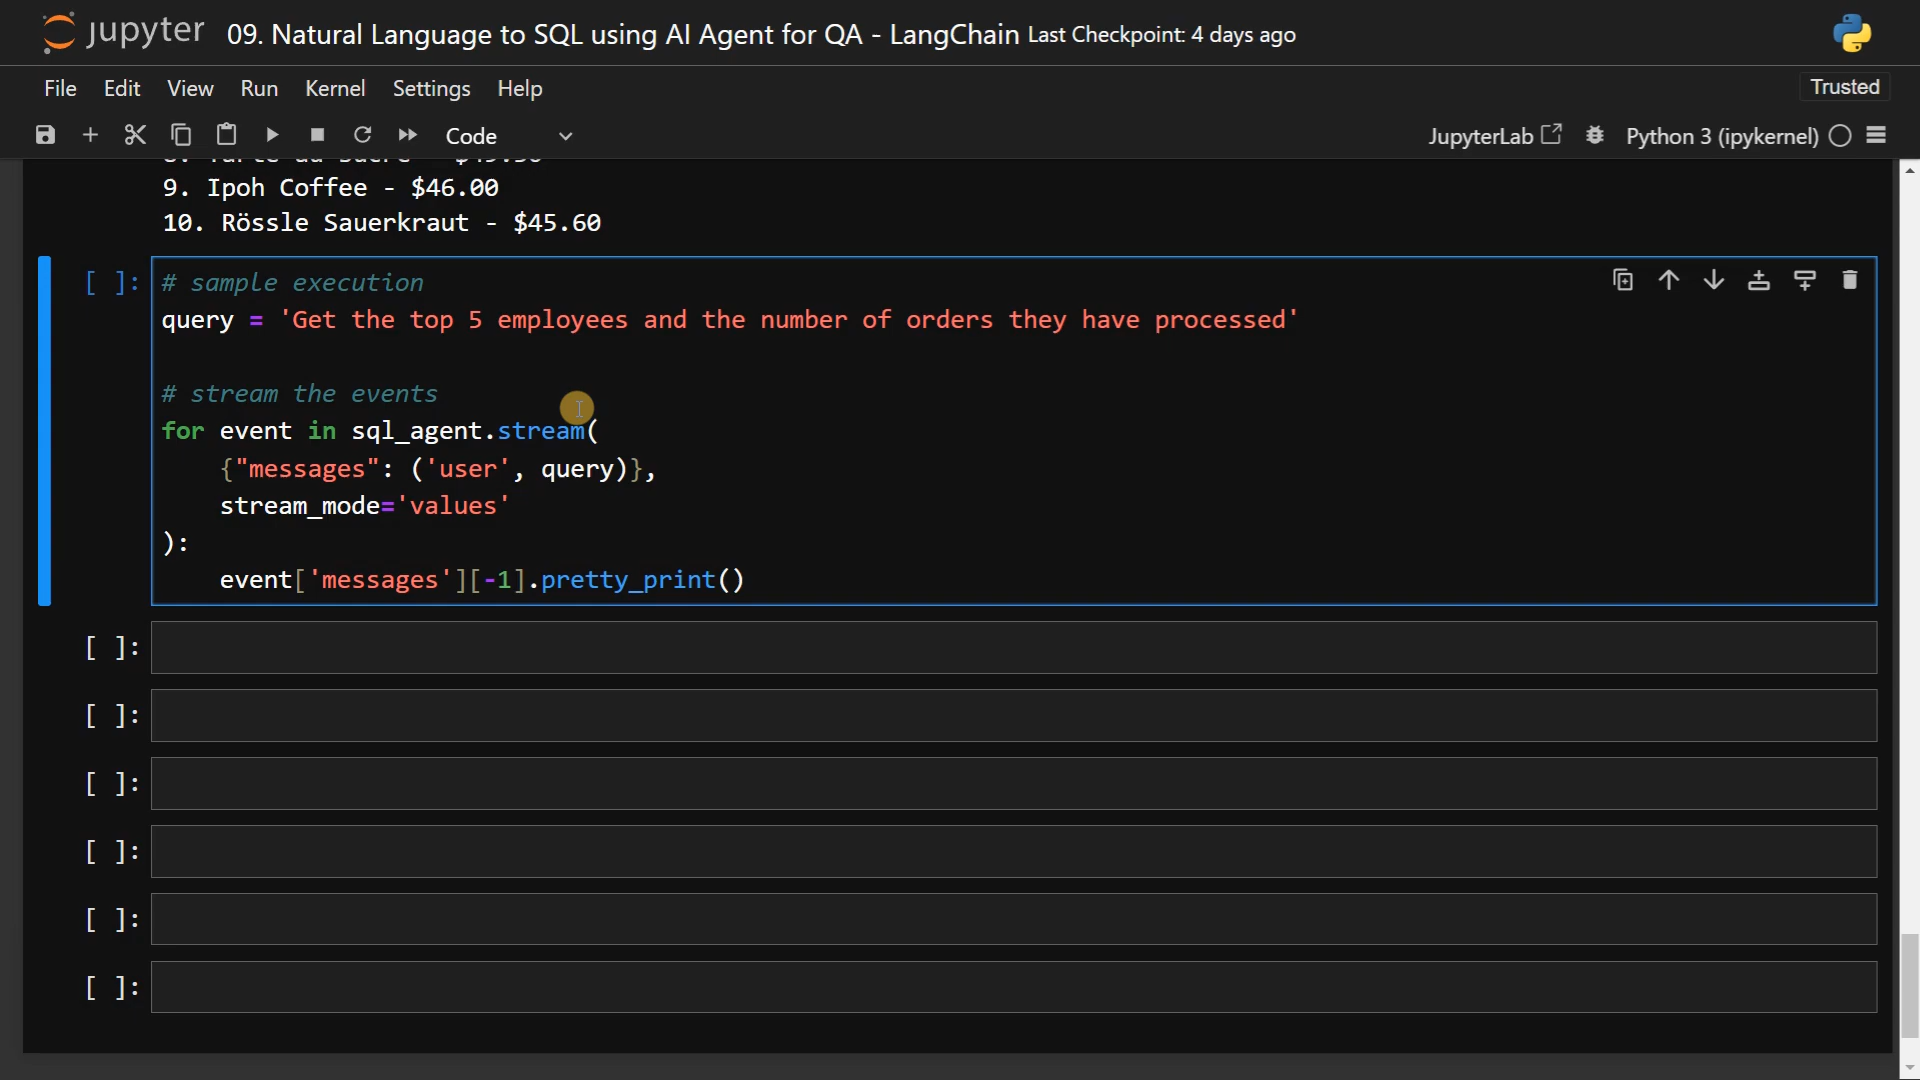 jupyter 09. Natural Language to SQL using AI Agent for QA - LangChain Last Checkpoint: 4 days ago
File Edit View Run Kernel Settings Help Trusted
Code JupyterLab Python 3 (ipykernel)
9. Ipoh Coffee - $46.00
10. Rössle Sauerkraut - $45.60
[ ]: # sample execution
query = 'Get the top 5 employees and the number of orders they have processed'
# stream the events
for event in sql_agent.stream(
{"messages": ('user', query)},
stream_mode='values'
):
event['messages'][-1].pretty_print()
[ ]:
[ ]:
[ ]:
[ ]:
[ ]:
[ ]: